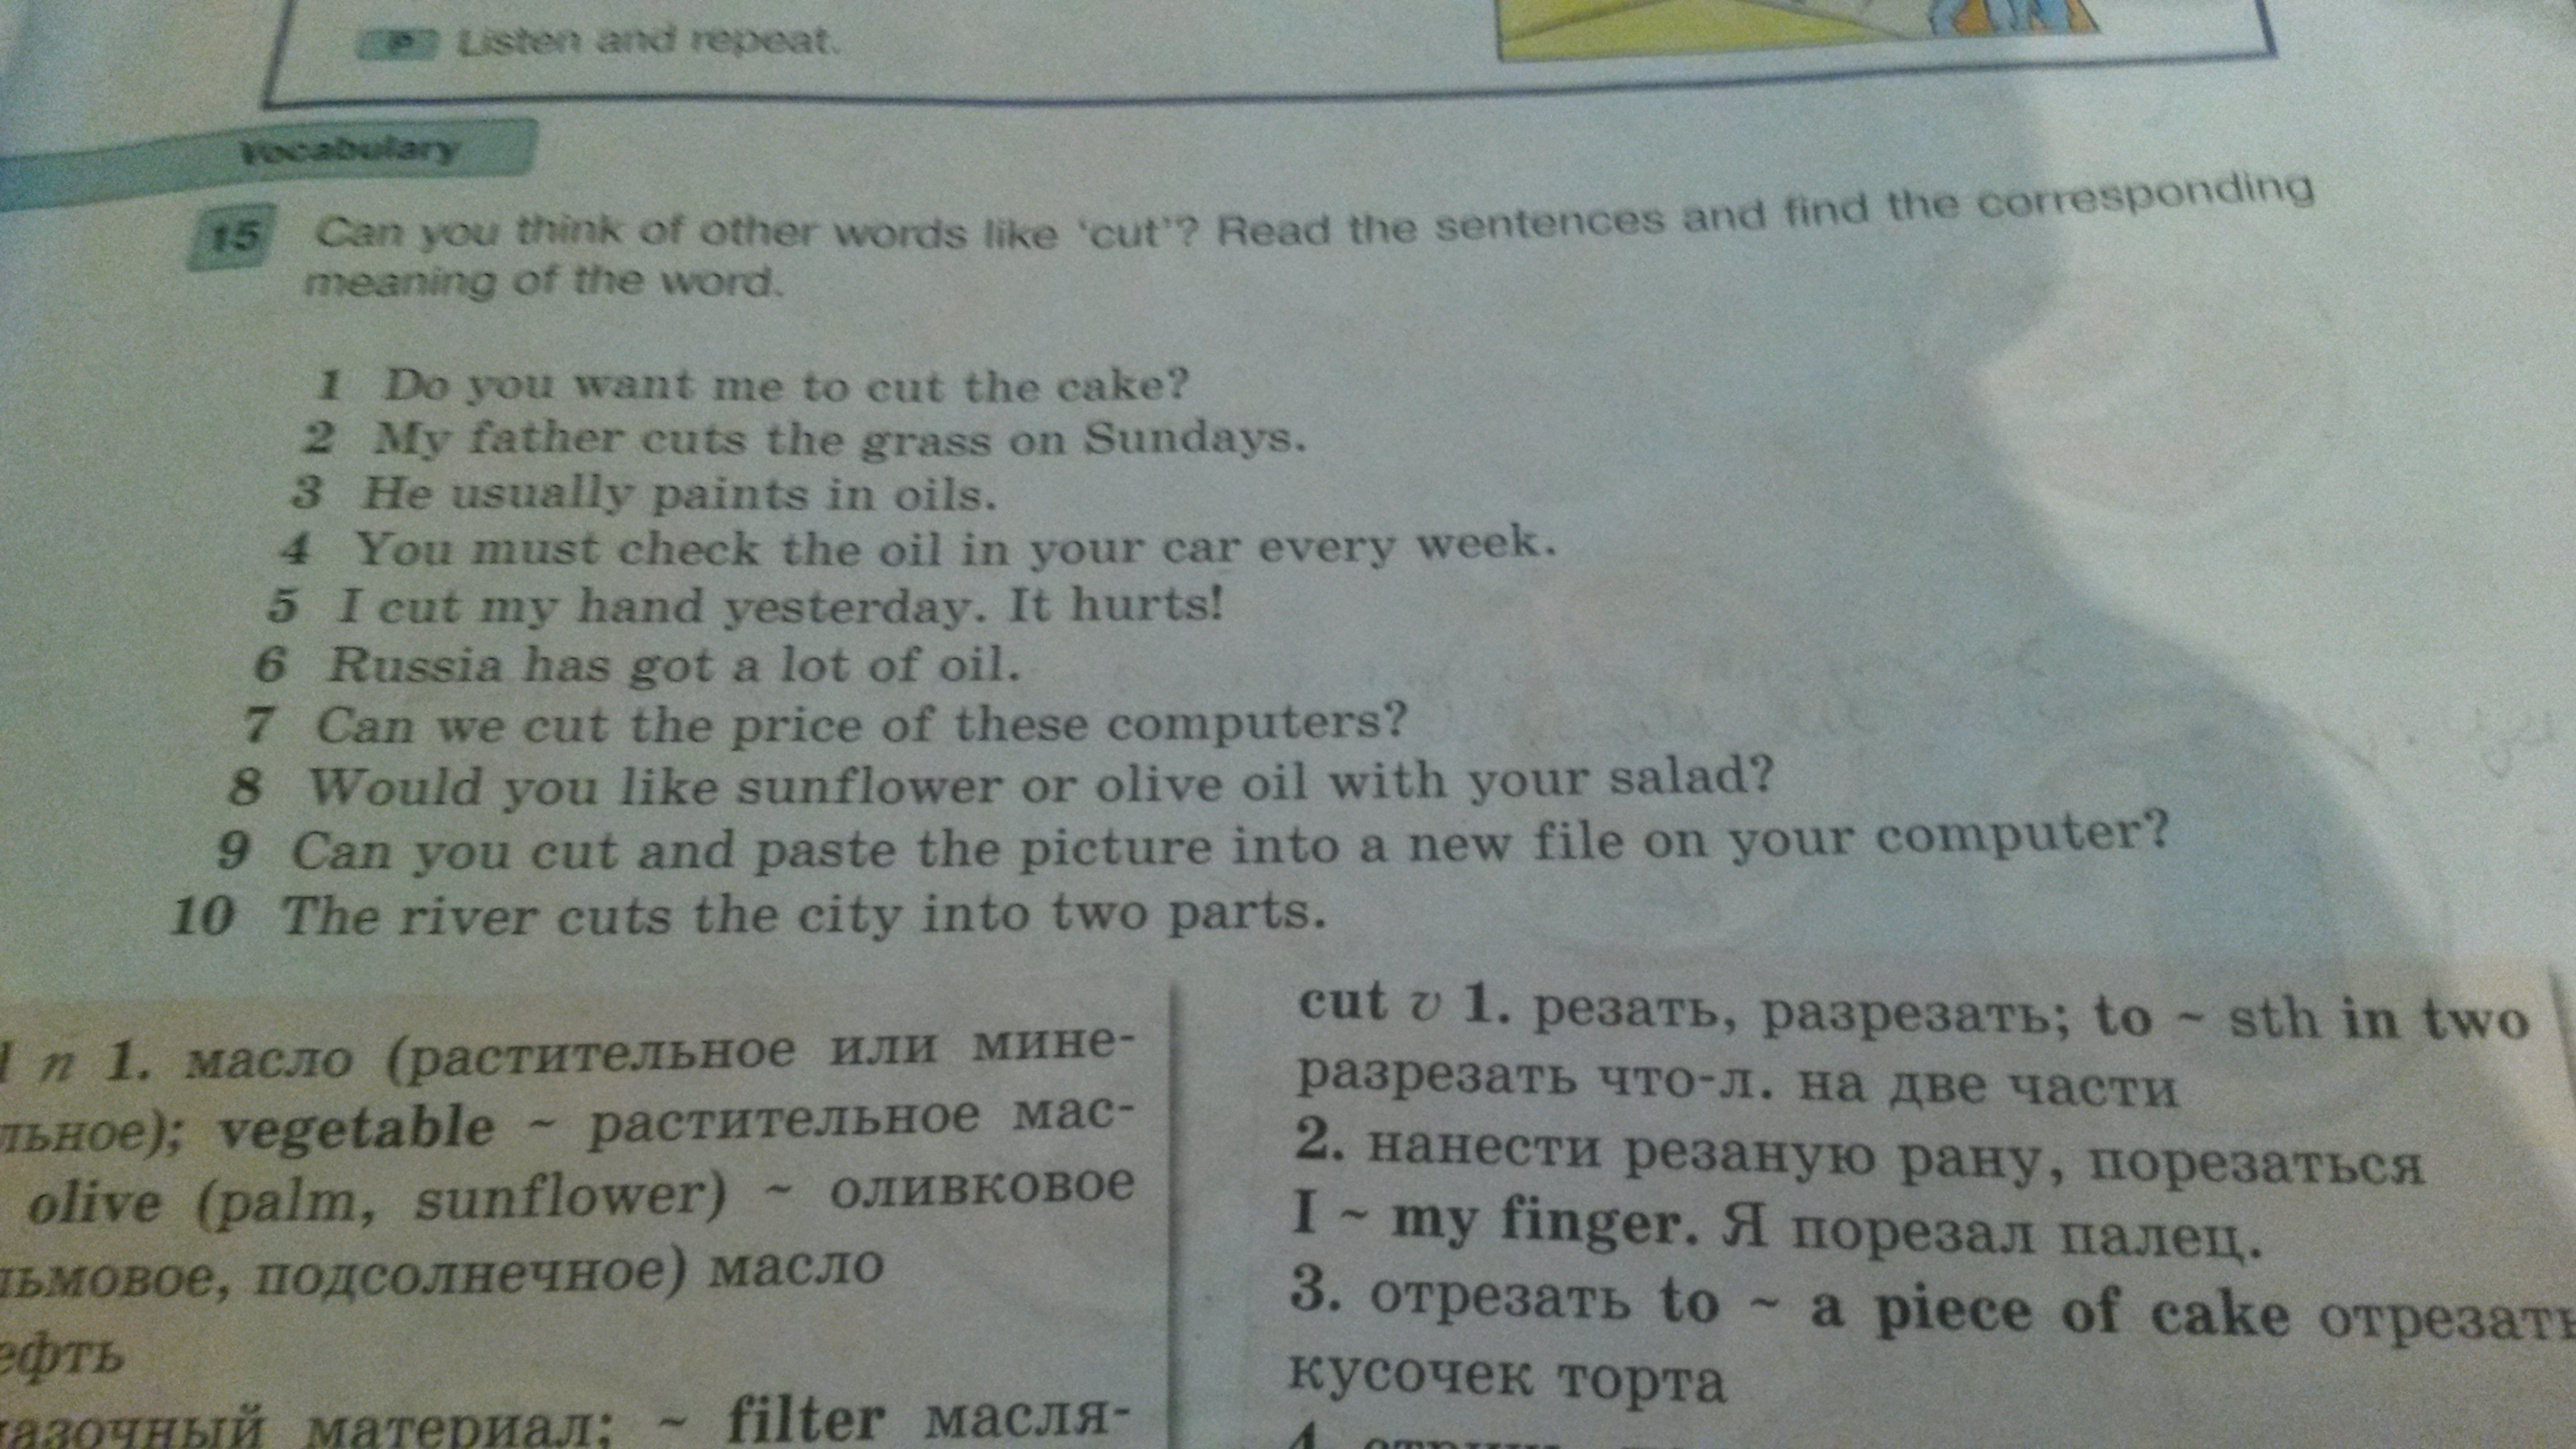 Listen and repeat.
Vocabulary
15 Can you think of other words like 'cut'? Read the sentences and find the corresponding
meaning of the word.
1 Do you want me to cut the cake?
2 My father cuts the grass on Sundays.
3 He usually paints in oils.
4 You must check the oil in your car every week.
5 I cut my hand yesterday. It hurts!
6 Russia has got a lot of oil.
7 Can we cut the price of these computers?
8 Would you like sunflower or olive oil with your salad?
9 Can you cut and paste the picture into a new file on your computer?
10 The river cuts the city into two parts.
l n 1. масло (растительное или мине-
льное); vegetable ~ растительное мас-
olive (palm, sunflower) ~ оливковое
льмовое, подсолнечное) масло
ефть
азочный материал; ~ filter масля-
cut v 1. резать, разрезать; to ~ sth in two
разрезать что-л. на две части
2. нанести резаную рану, порезаться
I ~ my finger. Я порезал палец.
3. отрезать to ~ a piece of cake отрезать
кусочек торта
4.